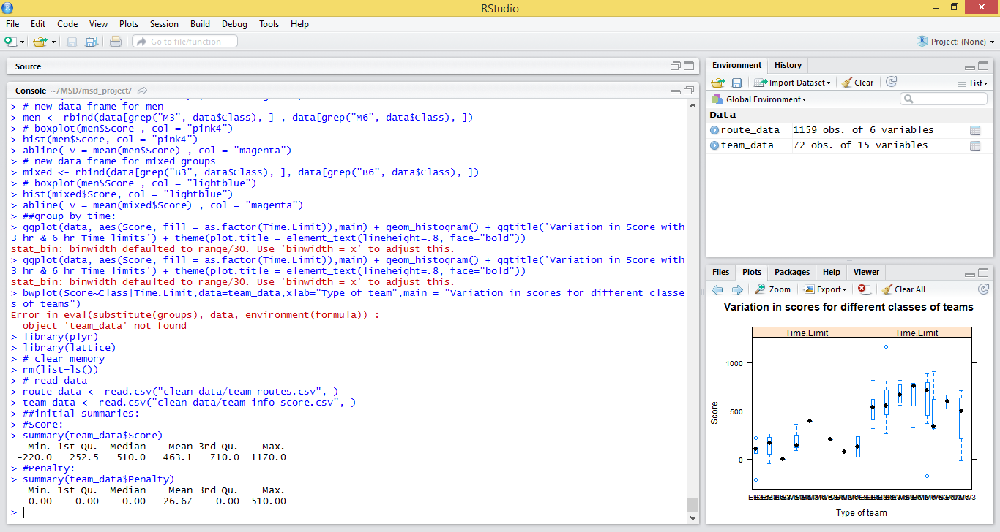 RStudio
File Edit Code View Plots Session Build Debug Tools Help
Go to file/function
Project: (None)
Source
Console ~/MSD/msd_project/
> # new data frame for men
> men <- rbind(data[grep("M3", data$Class), ] , data[grep("M6", data$Class), ])
> # boxplot(men$Score , col = "pink4")
> hist(men$Score, col = "pink4")
> abline( v = mean(men$Score) , col = "magenta")
> # new data frame for mixed groups
> mixed <- rbind(data[grep("B3", data$Class), ], data[grep("B6", data$Class), ])
> # boxplot(men$Score , col = "lightblue")
> hist(mixed$Score, col = "lightblue")
> abline( v = mean(mixed$Score) , col = "magenta")
> ##group by time:
> ggplot(data, aes(Score, fill = as.factor(Time.Limit)),main) + geom_histogram() + ggtitle('Variation in Score with
3 hr & 6 hr Time limits') + theme(plot.title = element_text(lineheight=.8, face="bold"))
stat_bin: binwidth defaulted to range/30. Use 'binwidth = x' to adjust this.
> ggplot(data, aes(Score, fill = as.factor(Time.Limit)),main) + geom_histogram() + ggtitle('Variation in Score with
3 hr & 6 hr Time limits') + theme(plot.title = element_text(lineheight=.8, face="bold"))
stat_bin: binwidth defaulted to range/30. Use 'binwidth = x' to adjust this.
> bwplot(Score~Class|Time.Limit,data=team_data,xlab="Type of team",main = "Variation in scores for different classe
s of teams")
Error in eval(substitute(groups), data, environment(formula)) :
object 'team_data' not found
> library(plyr)
> library(lattice)
> # clear memory
> rm(list=ls())
> # read data
> route_data <- read.csv("clean_data/team_routes.csv", )
> team_data <- read.csv("clean_data/team_info_score.csv", )
> ##initial summaries:
> #Score:
> summary(team_data$Score)
Min. 1st Qu. Median Mean 3rd Qu. Max.
-220.0 252.5 510.0 463.1 710.0 1170.0
> #Penalty:
> summary(team_data$Penalty)
Min. 1st Qu. Median Mean 3rd Qu. Max.
0.00 0.00 0.00 26.67 0.00 510.00
>
Environment History
Import Dataset Clear List
Global Environment
Data
route_data 1159 obs. of 6 variables
team_data 72 obs. of 15 variables
Files Plots Packages Help Viewer
Zoom Export Clear All
Variation in scores for different classes of teams
Time.Limit Time.Limit
1000
500
0
Score
Type of team